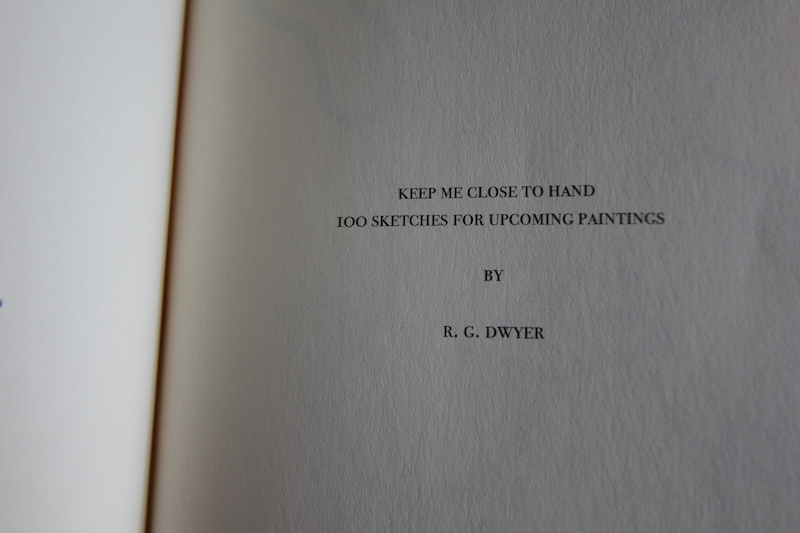 KEEP ME CLOSE TO HAND
100 SKETCHES FOR UPCOMING PAINTINGS
BY
R. G. DWYER